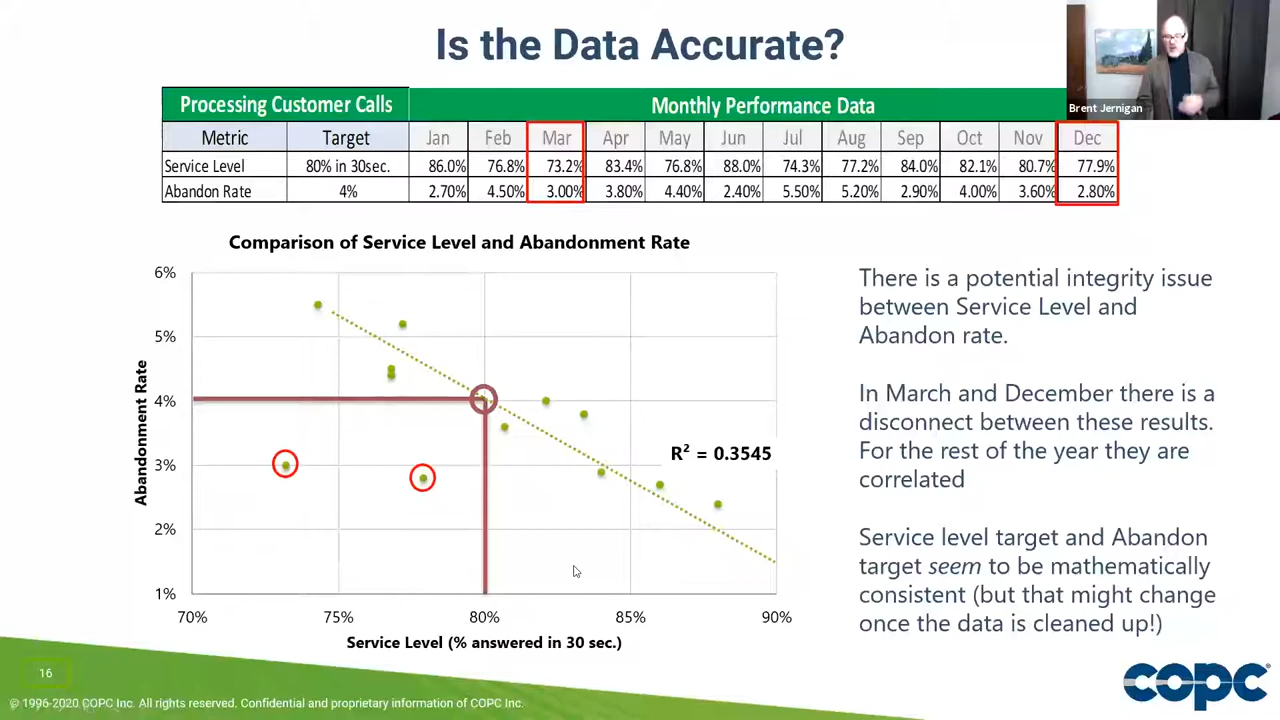 Is the Data Accurate?
Brent Jernigan
Processing Customer Calls Monthly Performance Data
Metric Target Jan Feb Mar Apr May Jun Jul Aug Sep Oct Nov Dec
Service Level 80% in 30sec. 86.0% 76.8% 73.2% 83.4% 76.8% 88.0% 74.3% 77.2% 84.0% 82.1% 80.7% 77.9%
Abandon Rate 4% 2.70% 4.50% 3.00% 3.80% 4.40% 2.40% 5.50% 5.20% 2.90% 4.00% 3.60% 2.80%
Comparison of Service Level and Abandonment Rate
6%
5%
4%
3%
2%
1%
Abandonment Rate
R² = 0.3545
70% 75% 80% 85% 90%
Service Level (% answered in 30 sec.)
There is a potential integrity issue
between Service Level and
Abandon rate.
In March and December there is a
disconnect between these results.
For the rest of the year they are
correlated
Service level target and Abandon
target seem to be mathematically
consistent (but that might change
once the data is cleaned up!)
16
© 1996-2020 COPC Inc. All rights reserved. Confidential and proprietary information of COPC Inc.
copc